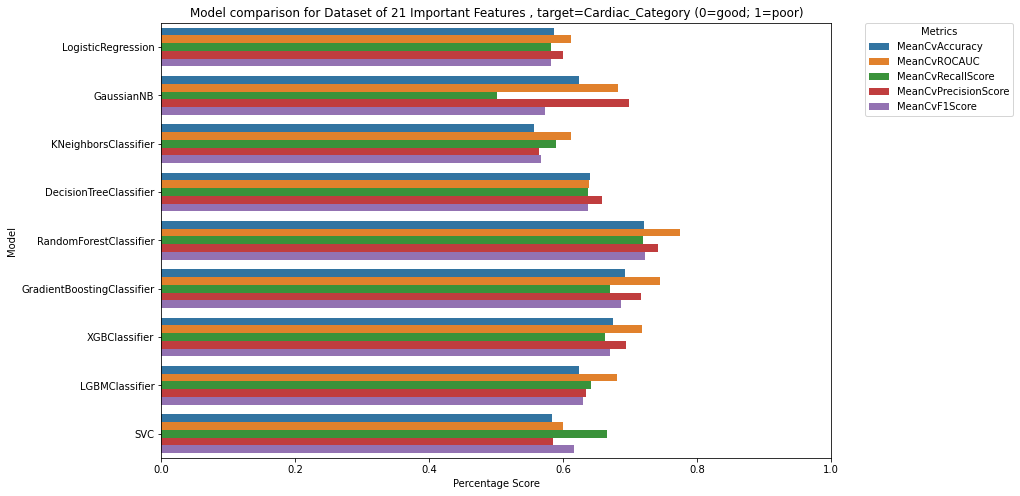 Model comparison for Dataset of 21 Important Features , target=Cardiac_Category (0=good; 1=poor)
Metrics
MeanCvAccuracy
MeanCvROCAUC
MeanCvRecallScore
MeanCvPrecisionScore
MeanCvF1Score
Model
LogisticRegression
GaussianNB
KNeighborsClassifier
DecisionTreeClassifier
RandomForestClassifier
GradientBoostingClassifier
XGBClassifier
LGBMClassifier
SVC
0.0 0.2 0.4 0.6 0.8 1.0
Percentage Score